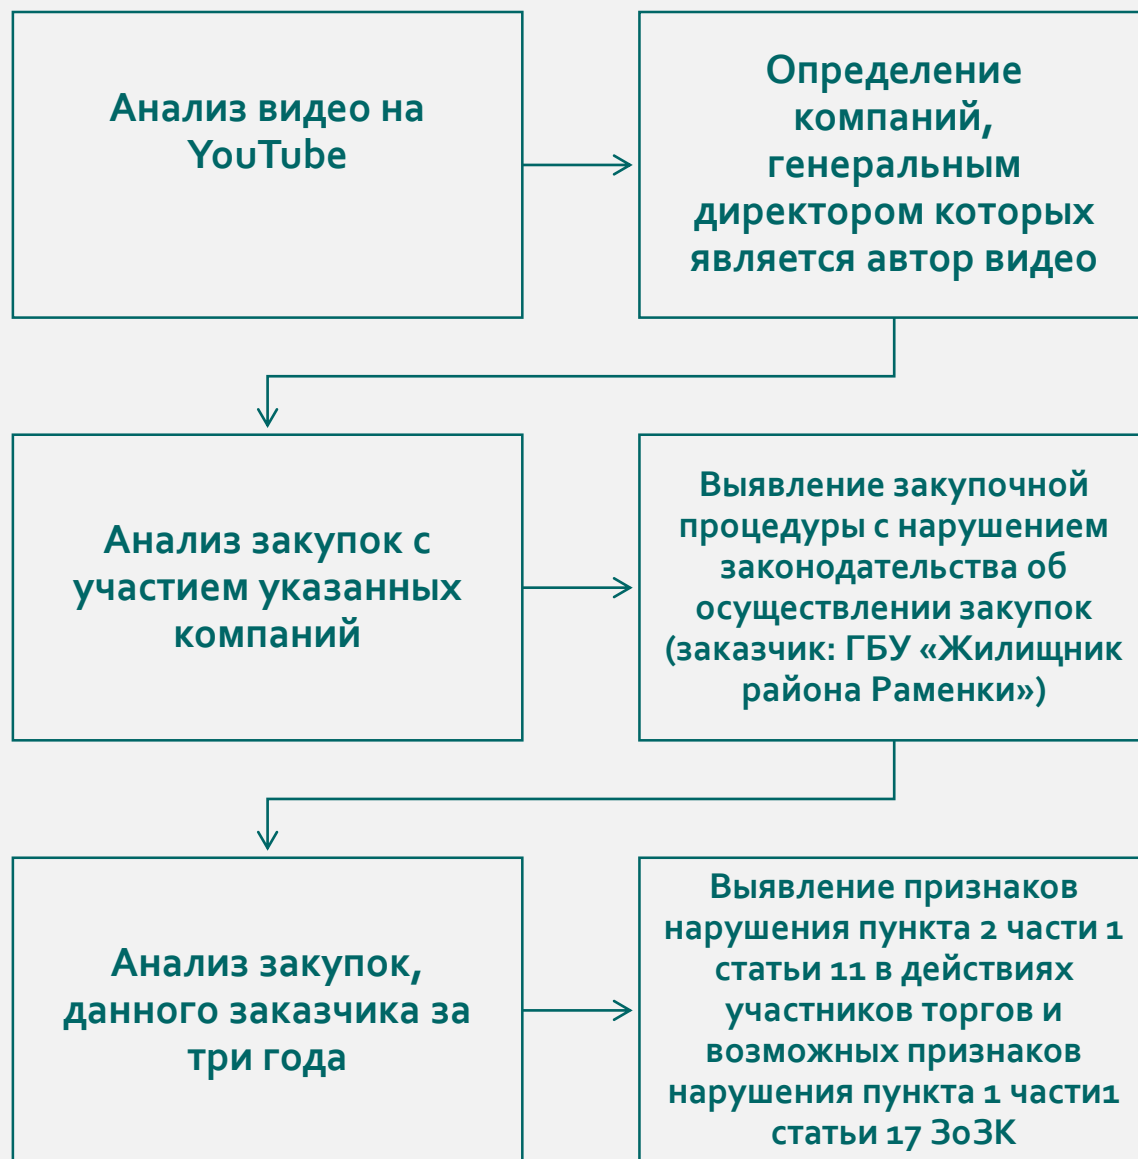 Анализ видео на
YouTube
Определение
компаний,
генеральным
директором которых
является автор видео
Анализ закупок с
участием указанных
компаний
Выявление закупочной
процедуры с нарушением
законодательства об
осуществлении закупок
(заказчик: ГБУ «Жилищник
района Раменки»)
Анализ закупок,
данного заказчика за
три года
Выявление признаков
нарушения пункта 2 части 1
статьи 11 в действиях
участников торгов и
возможных признаков
нарушения пункта 1 части1
статьи 17 ЗоЗК